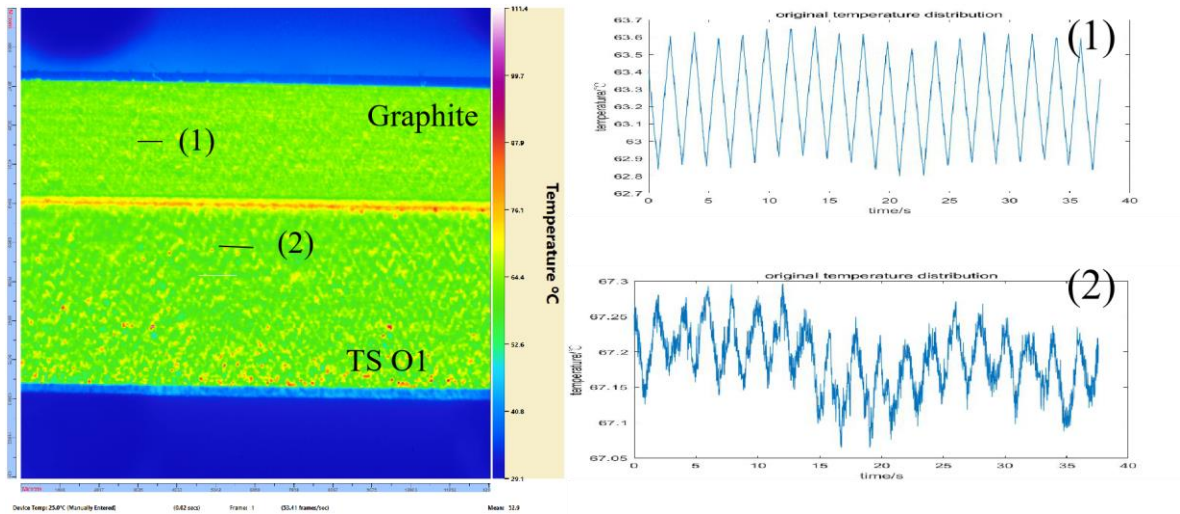 111.4
99.7
87.9
76.1
64.4
52.6
40.8
29.1
Temperature °C
Graphite
(1)
(2)
TS O1
Device Temp: 25.0°C (Manually Entered)
(0.02 secs)
Frame: 1
(53.41 frames/sec)
Mean: 52.9
original temperature distribution
(1)
63.7
63.6
63.5
63.4
63.3
63.2
63.1
63
62.9
62.8
62.7
temperature/℃
0 5 10 15 20 25 30 35 40
time/s
original temperature distribution
(2)
67.3
67.25
67.2
67.15
67.1
67.05
temperature/℃
0 5 10 15 20 25 30 35 40
time/s